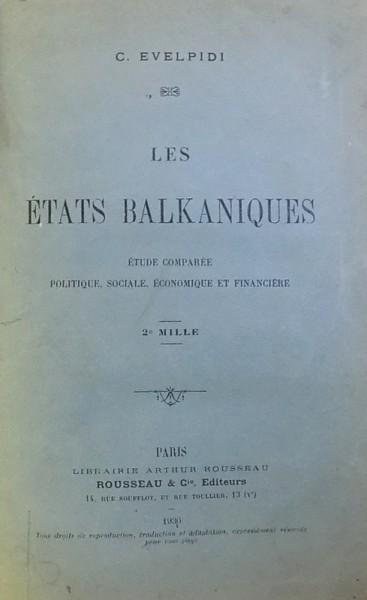 C. EVELPIDI
LES
ÉTATS BALKANIQUES
ÉTUDE COMPARÉE
POLITIQUE, SOCIALE, ÉCONOMIQUE ET FINANCIÈRE
2e MILLE
PARIS
LIBRAIRIE ARTHUR ROUSSEAU
ROUSSEAU & Cie, Editeurs
14, RUE SOUFFLOT, ET RUE TOULLIER, 13 (Ve)
1930
Tous droits de reproduction, traduction et adaptation, expressément réservés
pour tous pays